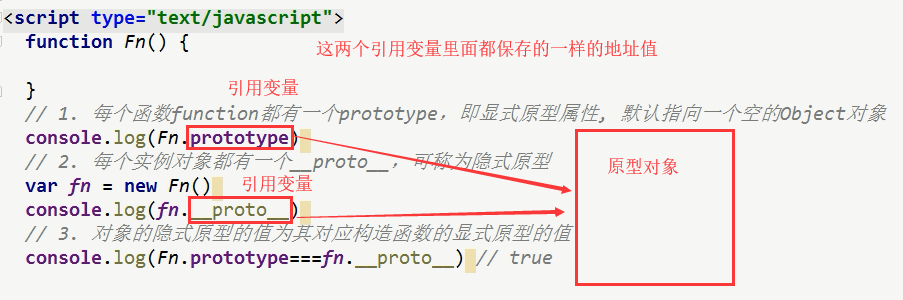 <script type="text/javascript">
function Fn() {
这两个引用变量里面都保存的一样的地址值
}
引用变量
// 1. 每个函数function都有一个prototype，即显式原型属性, 默认指向一个空的Object对象
console.log(Fn.prototype)
原型对象
// 2. 每个实例对象都有一个__proto__，可称为隐式原型
var fn = new Fn()
引用变量
console.log(fn.__proto__)
// 3. 对象的隐式原型的值为其对应构造函数的显式原型的值
console.log(Fn.prototype===fn.__proto__) // true